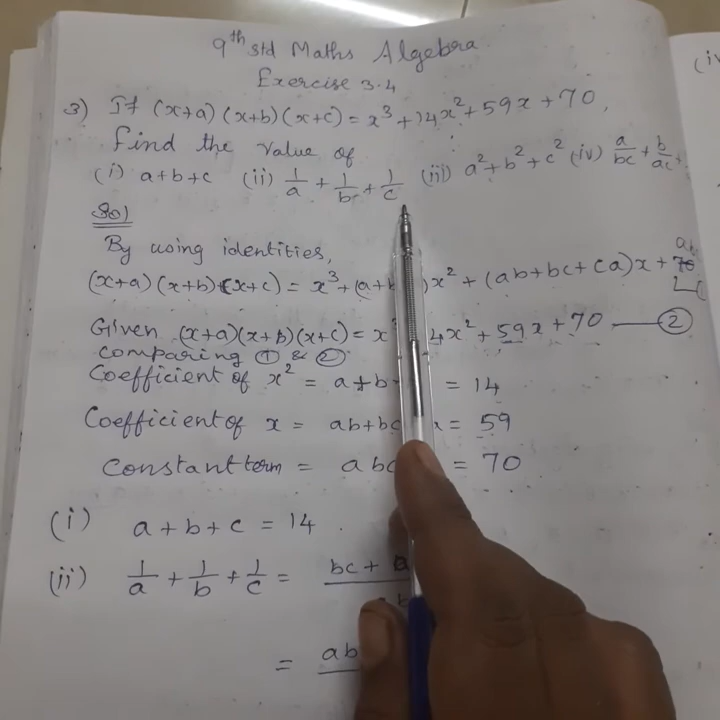 9th std Maths Algebra
Exercise 3.4
3) If (x+a)(x+b)(x+c) = x³+14x²+59x+70,
find the value of
(i) a+b+c (ii) 1/a + 1/b + 1/c (iii) a²+b²+c² (iv) a/bc + b/ac +
Sol
By using identities,
(x+a)(x+b)(x+c) = x³+(a+b )x²+(ab+bc+ca)x+
Given (x+a)(x+b)(x+c) = x 4x²+59x+70 — ②
comparing ① & ②
Coefficient of x² = a+b = 14
Coefficient of x = ab+bc = 59
Constant term = abc = 70
(i) a+b+c = 14.
(ii) 1/a + 1/b + 1/c = bc +
= ab
(iv